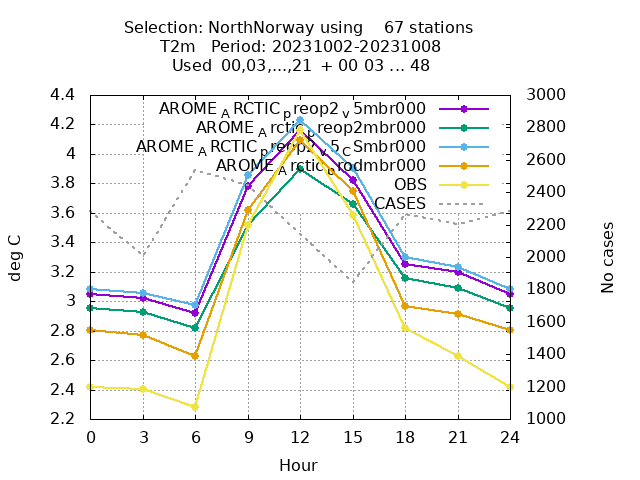 Selection: NorthNorway using    67 stations
T2m   Period: 20231002-20231008
Used  00,03,...,21  + 00 03 ... 48
4.4
4.2
4
3.8
3.6
3.4
3.2
3
2.8
2.6
2.4
2.2
deg C
3000
2800
2600
2400
2200
2000
1800
1600
1400
1200
1000
No cases
AROME_ARCTIC_preop2_v5mbr000
AROME_Arctic_preop2mbr000
AROME_ARCTIC_preop2_v5_CSmbr000
AROME_Arctic_prodmbr000
OBS
CASES
0 3 6 9 12 15 18 21 24
Hour